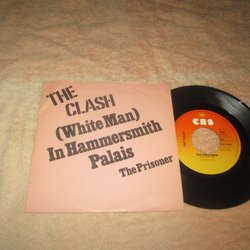 THE
CLASH
(White Man)
In Hammersmith
Palais
The Prisoner
CBS
THE PRISONER